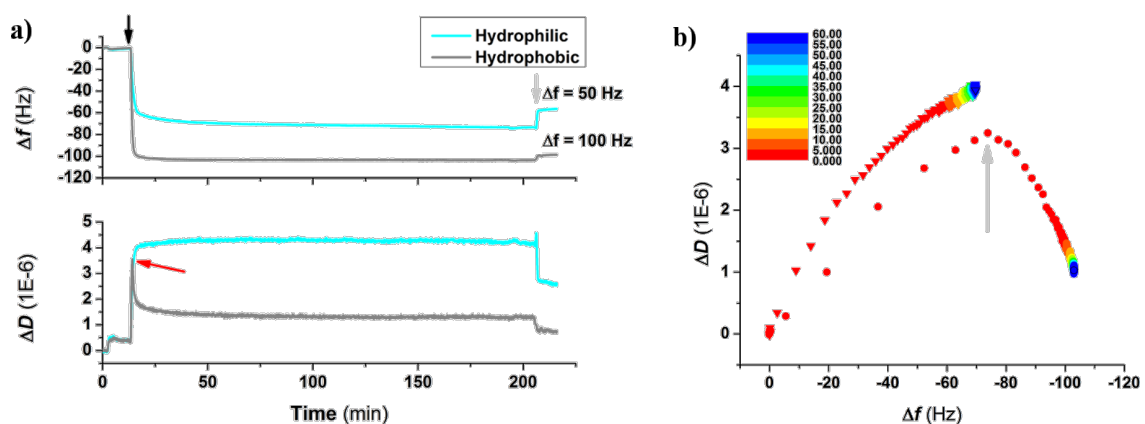 a)
Hydrophilic
Hydrophobic
0
-20
-40
-60
-80
-100
-120
Δf (Hz)
Δf = 50 Hz
Δf = 100 Hz
5
4
3
2
1
0
ΔD (1E-6)
0 50 100 150 200
Time (min)
b)
60.00
55.00
50.00
45.00
40.00
35.00
30.00
25.00
20.00
15.00
10.00
5.000
0.000
4
3
2
1
0
ΔD (1E-6)
0 -20 -40 -60 -80 -100 -120
Δf (Hz)